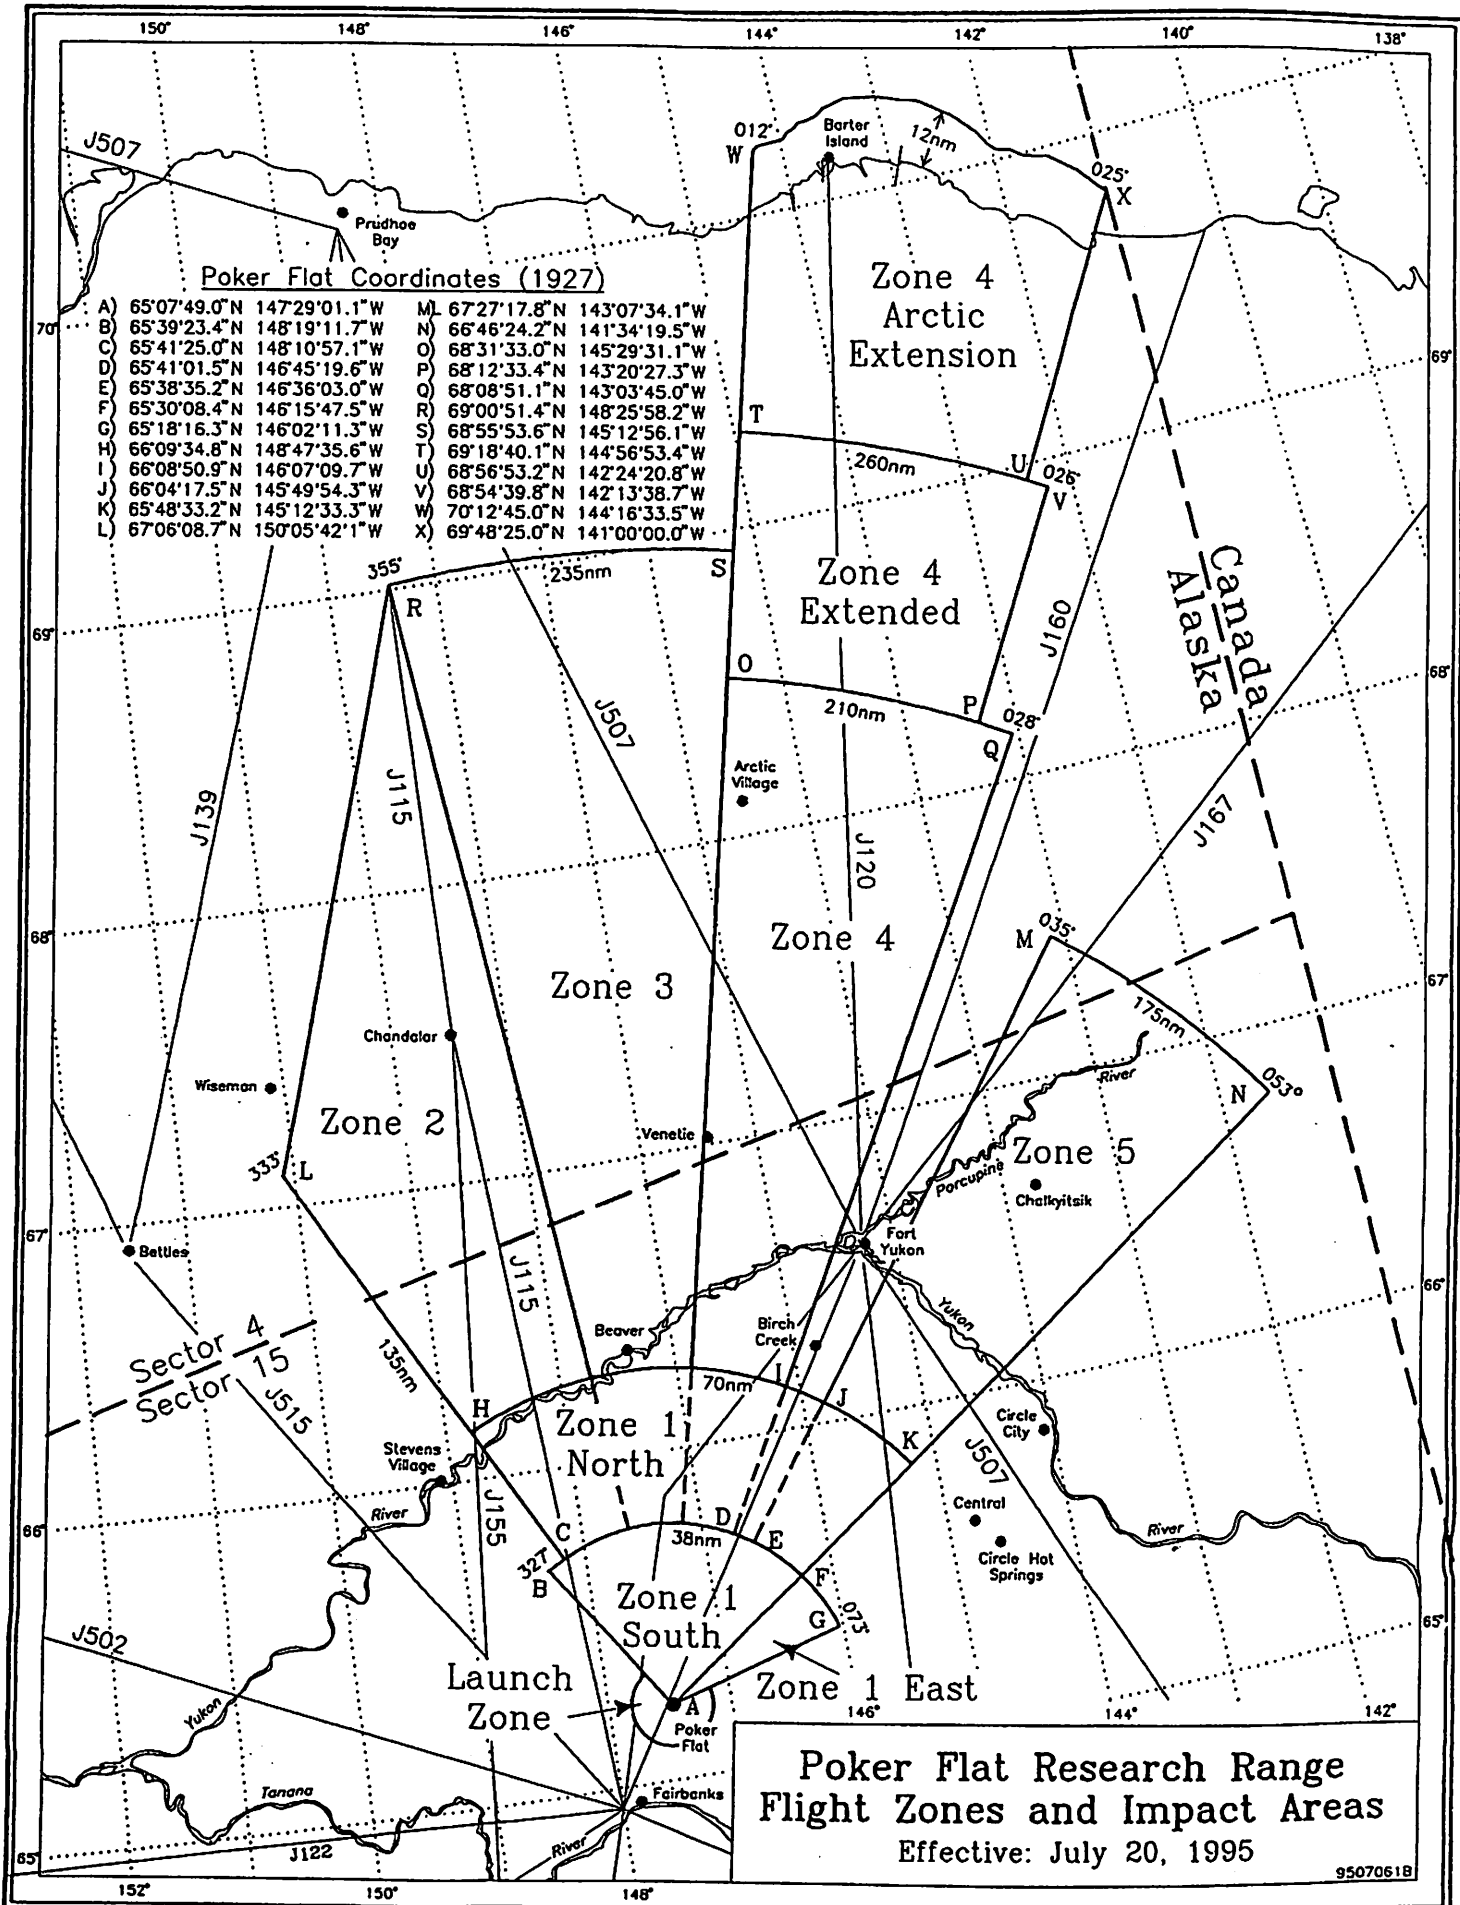 150° 148° 146° 144° 142° 140° 138°
J507
012°
W
Barter
Island
12nm
025°
X
Prudhoe
Bay
Poker Flat Coordinates (1927)
A) 65°07'49.0"N 147°29'01.1"W
B) 65°39'23.4"N 148°19'11.7"W
C) 65°41'25.0"N 148°10'57.1"W
D) 65°41'01.5"N 146°45'19.6"W
E) 65°38'35.2"N 146°36'03.0"W
F) 65°30'08.4"N 146°15'47.5"W
G) 65°18'16.3"N 146°02'11.3"W
H) 66°09'34.8"N 148°47'35.6"W
I) 66°08'50.9"N 146°07'09.7"W
J) 66°04'17.5"N 145°49'54.3"W
K) 65°48'33.2"N 145°12'33.3"W
L) 67°06'08.7"N 150°05'42'1"W
M) 67°27'17.8"N 143°07'34.1"W
N) 66°46'24.2"N 141°34'19.5"W
O) 68°31'33.0"N 145°29'31.1"W
P) 68°12'33.4"N 143°20'27.3"W
Q) 68°08'51.1"N 143°03'45.0"W
R) 69°00'51.4"N 148°25'58.2"W
S) 68°55'53.6"N 145°12'56.1"W
T) 69°18'40.1"N 144°56'53.4"W
U) 68°56'53.2"N 142°24'20.8"W
V) 68°54'39.8"N 142°13'38.7"W
W) 70°12'45.0"N 144°16'33.5"W
X) 69°48'25.0"N 141°00'00.0"W
Zone 4
Arctic
Extension
70°
69°
T
260nm
U
026°
V
355°
R
235nm
S
Zone 4
Extended
Canada
Alaska
J160
69°
68°
O
210nm
P
028°
Q
J507
Arctic
Village
J115
J139
J120
J167
68°
67°
Zone 4
M
035°
Zone 3
175nm
Chandalar
Wiseman
River
N
053°
Zone 2
Venetie
Zone 5
Porcupine
Chalkyitsik
333°
L
67°
66°
Bettles
Fort
Yukon
J115
Yukon
Beaver
Birch
Creek
Sector 4
Sector 15
135nm
J515
70nm
I
J
H
Zone 1
North
K
Circle
City
J507
Stevens
Village
River
J155
Central
Circle Hot
Springs
River
66°
65°
C
D
38nm
E
327°
B
F
G
073°
Zone 1
South
J502
Launch
Zone
Zone 1 East
A
Poker
Flat
Yukon
146° 144° 142°
Tanana
Fairbanks
River
J122
65°
152° 150° 148°
Poker Flat Research Range
Flight Zones and Impact Areas
Effective: July 20, 1995
9507061B